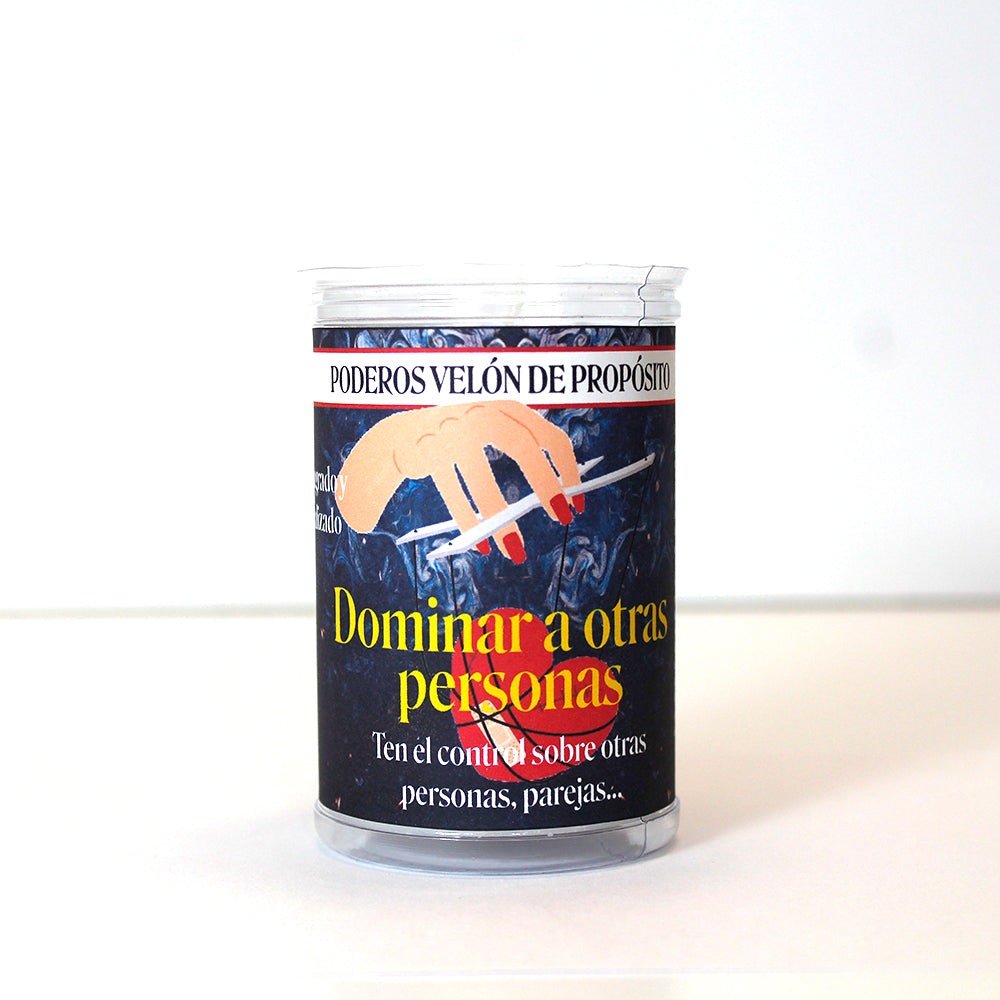 PODEROS VELÓN DE PROPÓSITO
y
Dominar a otras
personas
Ten el control sobre otras
personas, parejas...